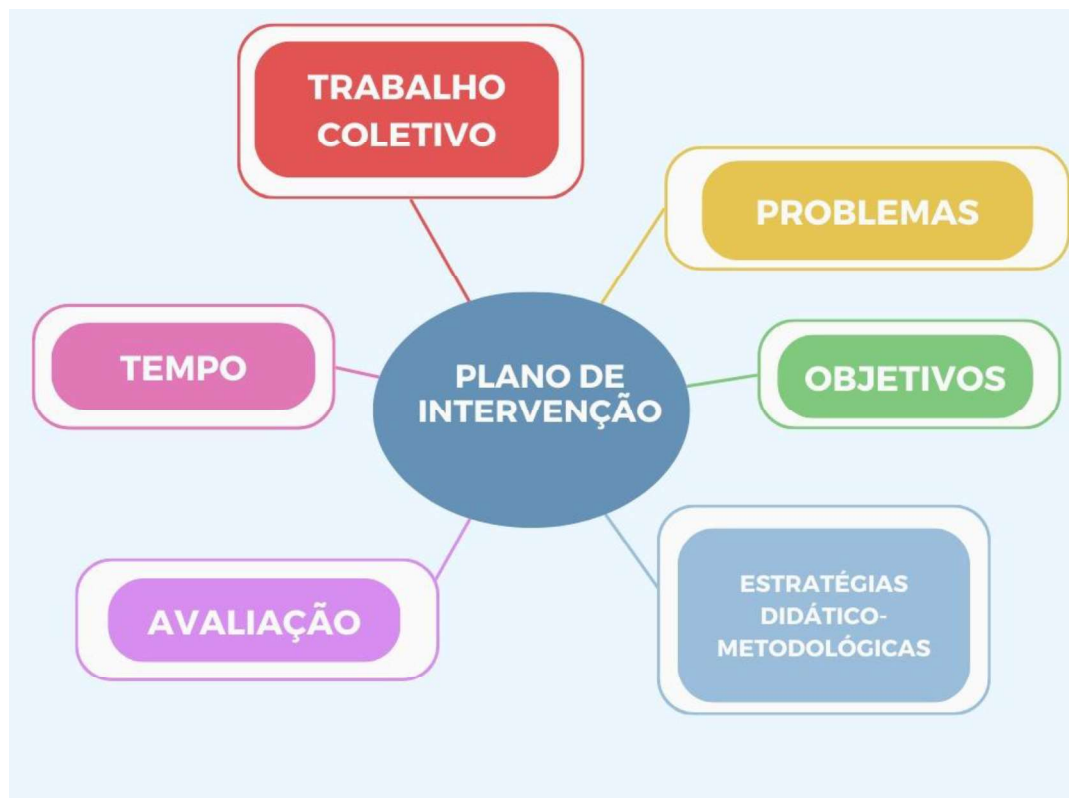 TRABALHO
COLETIVO
PROBLEMAS
TEMPO
PLANO DE
INTERVENÇÃO
OBJETIVOS
AVALIAÇÃO
ESTRATÉGIAS
DIDÁTICO-
METODOLÓGICAS